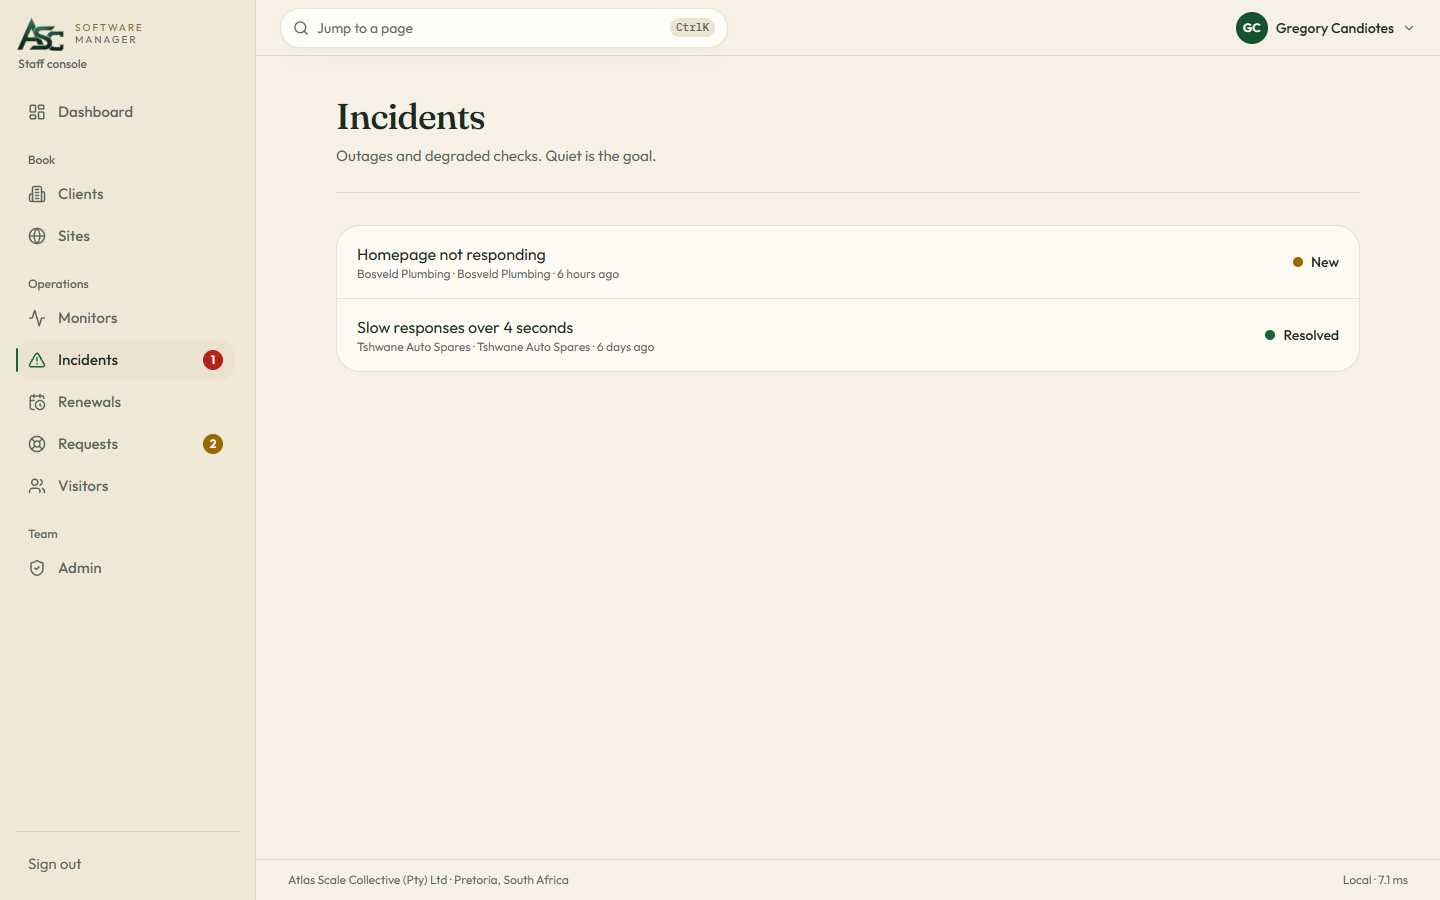 ASC SOFTWARE
MANAGER
Staff console
Dashboard
Book
Clients
Sites
Operations
Monitors
Incidents 1
Renewals
Requests 2
Visitors
Team
Admin
Sign out
Jump to a page CtrlK
GC Gregory Candiotes
Incidents
Outages and degraded checks. Quiet is the goal.
Homepage not responding
Bosveld Plumbing · Bosveld Plumbing · 6 hours ago
New
Slow responses over 4 seconds
Tshwane Auto Spares · Tshwane Auto Spares · 6 days ago
Resolved
Atlas Scale Collective (Pty) Ltd · Pretoria, South Africa
Local · 7.1 ms